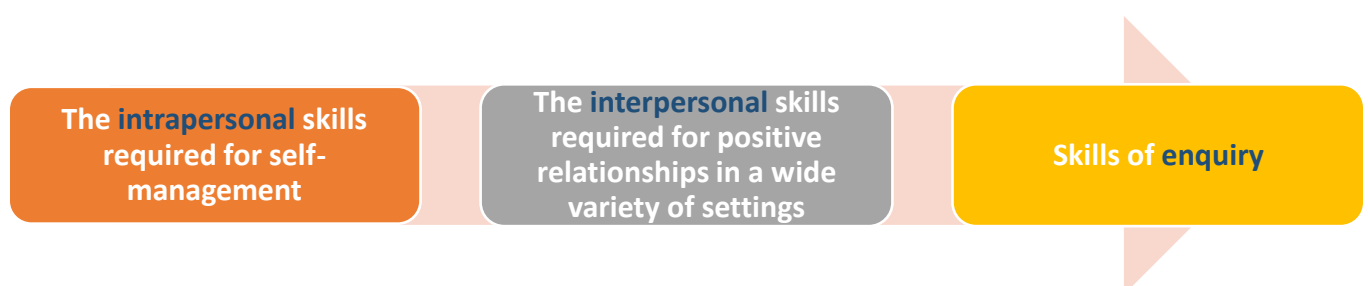 The intrapersonal skills
required for self-
management
The interpersonal skills
required for positive
relationships in a wide
variety of settings
Skills of enquiry